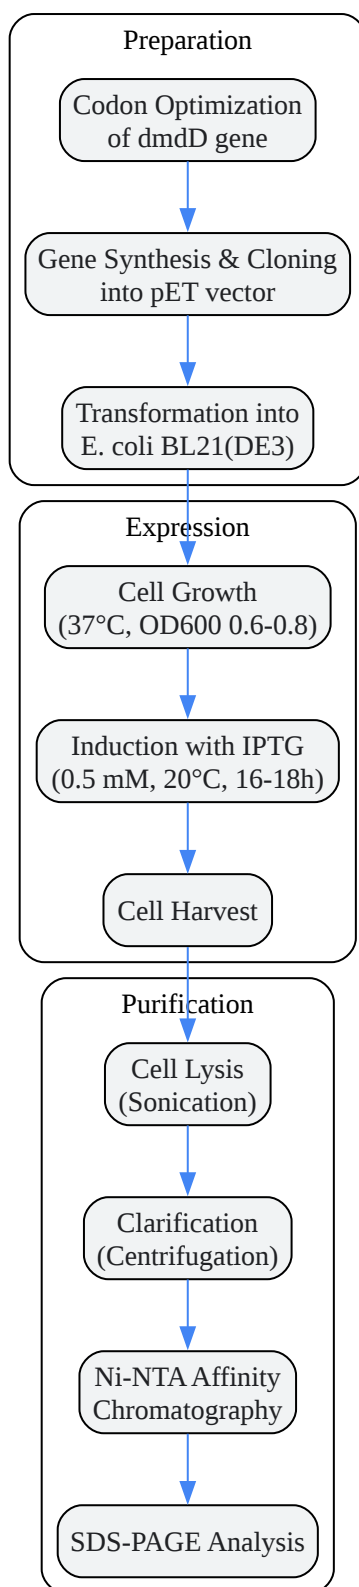 Preparation
Codon Optimization
of dmdD gene
Gene Synthesis & Cloning
into pET vector
Transformation into
E. coli BL21(DE3)
Expression
Cell Growth
(37°C, OD600 0.6-0.8)
Induction with IPTG
(0.5 mM, 20°C, 16-18h)
Cell Harvest
Purification
Cell Lysis
(Sonication)
Clarification
(Centrifugation)
Ni-NTA Affinity
Chromatography
SDS-PAGE Analysis